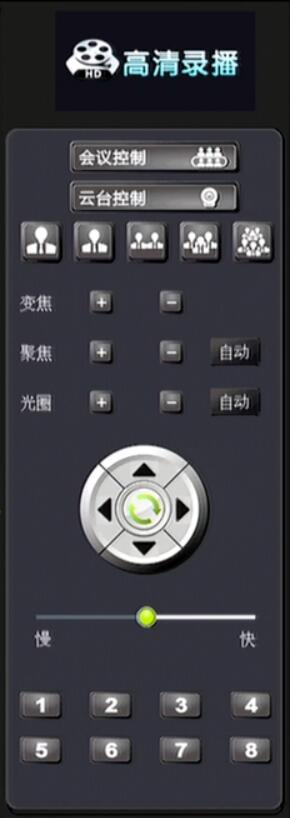 HD 高清录播
会议控制
云台控制
变焦 + −
聚焦 + − 自动
光圈 + − 自动
慢 快
1 2 3 4
5 6 7 8